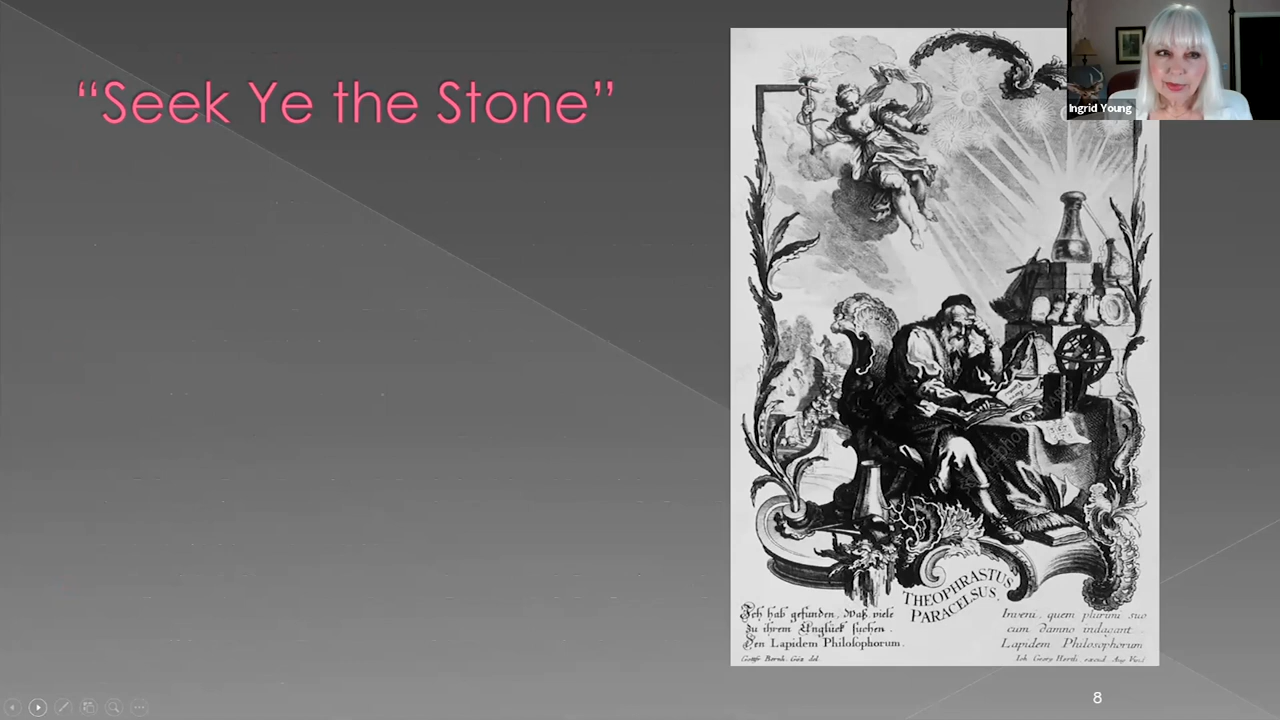 “Seek Ye the Stone”
Ingrid Young
THEOPHRASTUS
PARACELSUS.
Ich hab gefunden, Waß viele
zu ihrem Unglück suchen.
Den Lapidem Philosophorum.
Inveni, quem plurimi suo
cum damno indagant
Lapidem Philosophorum
8